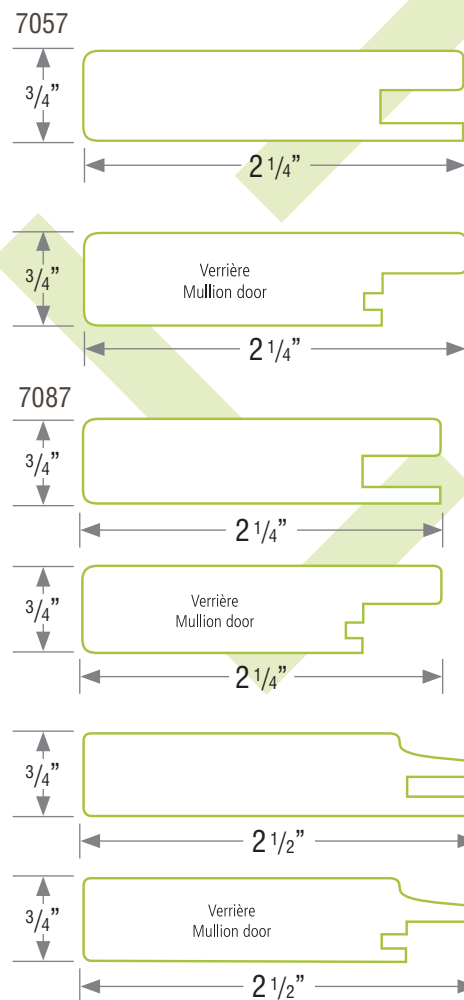 7057
3/4”
2 1/4”
3/4”
Verrière
Mullion door
2 1/4”
7087
3/4”
2 1/4”
3/4”
Verrière
Mullion door
2 1/4”
3/4”
2 1/2”
3/4”
Verrière
Mullion door
2 1/2”